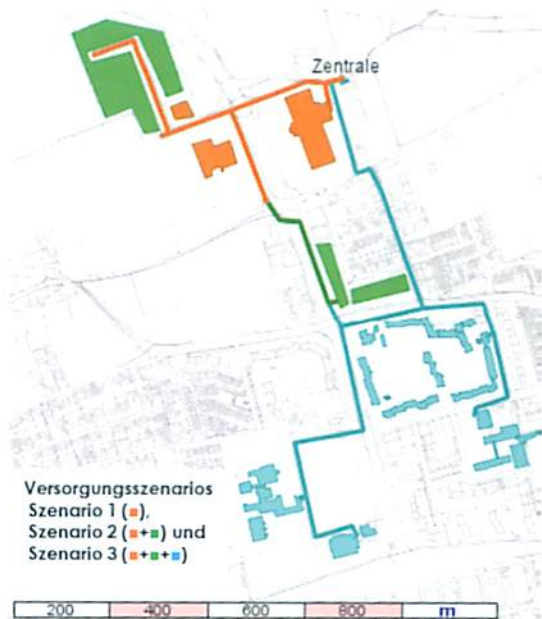 Zentrale
Versorgungsszenarios
Szenario 1 (■),
Szenario 2 (■+■) und
Szenario 3 (■+■+■)
200 400 600 800 m